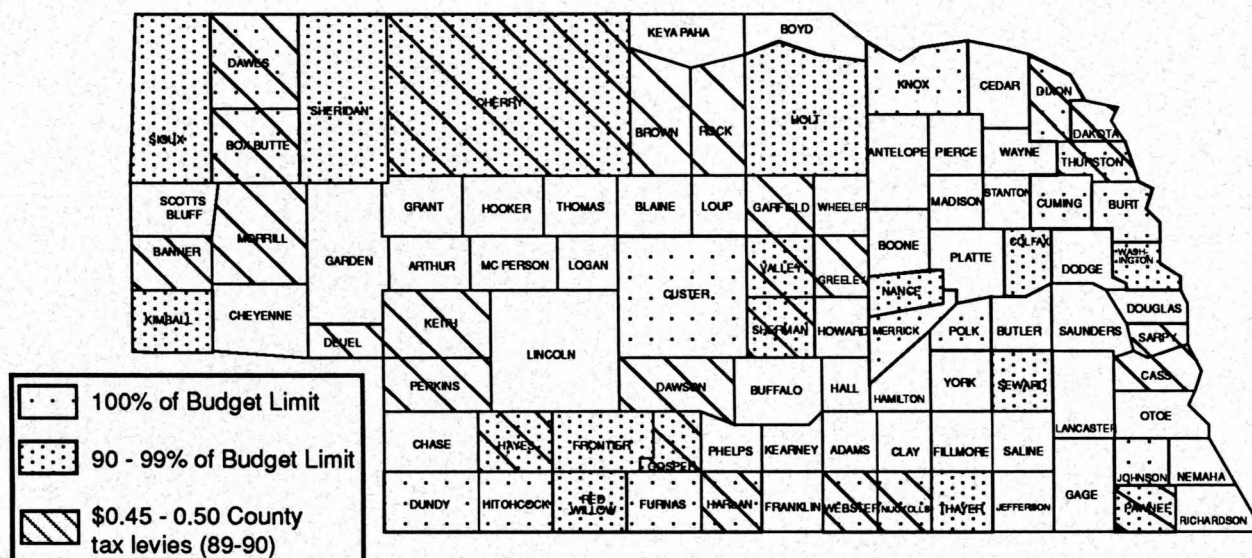 KEYA PAHA
BOYD
DAWES
SHERIDAN
CHERRY
KNOX
CEDAR
DIXON
SIOUX
BOX BUTTE
BROWN
ROCK
HOLT
DAKOTA
ANTELOPE
PIERCE
WAYNE
THURSTON
SCOTTS
BLUFF
GRANT
HOOKER
THOMAS
BLAINE
LOUP
GARFIELD
WHEELER
MADISON
STANTON
CUMING
BURT
BANNER
MORRILL
GARDEN
ARTHUR
MC PERSON
LOGAN
CUSTER
VALLEY
GREELEY
BOONE
PLATTE
COLFAX
DODGE
WASH-
INGTON
KIMBALL
CHEYENNE
KEITH
NANCE
DOUGLAS
DEUEL
LINCOLN
SHERMAN
HOWARD
MERRICK
POLK
BUTLER
SAUNDERS
SARPY
PERKINS
DAWSON
BUFFALO
HALL
HAMILTON
YORK
SEWARD
CASS
LANCASTER
OTOE
CHASE
HAYES
FRONTIER
GOSPER
PHELPS
KEARNEY
ADAMS
CLAY
FILLMORE
SALINE
JOHNSON
NEMAHA
DUNDY
HITCHCOCK
RED
WILLOW
FURNAS
HARLAN
FRANKLIN
WEBSTER
NUCKOLLS
THAYER
JEFFERSON
GAGE
PAWNEE
RICHARDSON
100% of Budget Limit
90 - 99% of Budget Limit
$0.45 - 0.50 County
tax levies (89-90)